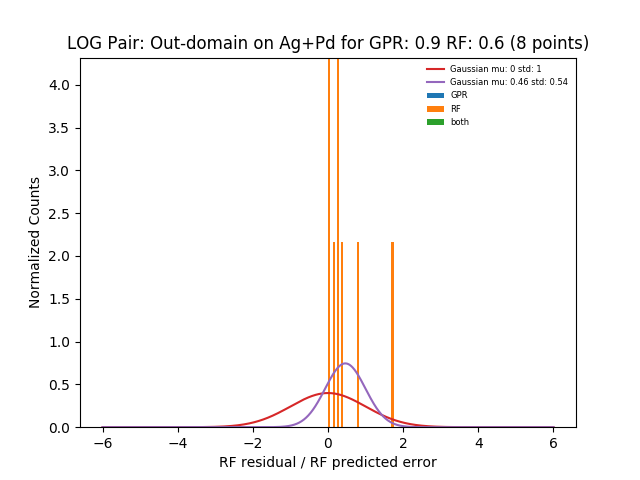 LOG Pair: Out-domain on Ag+Pd for GPR: 0.9 RF: 0.6 (8 points)
Gaussian mu: 0 std: 1
Gaussian mu: 0.46 std: 0.54
GPR
RF
both
Normalized Counts
4.0
3.5
3.0
2.5
2.0
1.5
1.0
0.5
0.0
−6 −4 −2 0 2 4 6
RF residual / RF predicted error